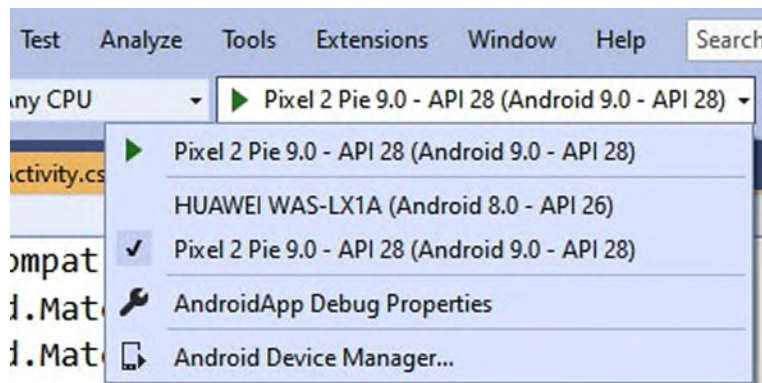 Test Analyze Tools Extensions Window Help Search
ny CPU Pixel 2 Pie 9.0 - API 28 (Android 9.0 - API 28)
Pixel 2 Pie 9.0 - API 28 (Android 9.0 - API 28)
ctivity.cs
HUAWEI WAS-LX1A (Android 8.0 - API 26)
ompat
Pixel 2 Pie 9.0 - API 28 (Android 9.0 - API 28)
d.Mat
AndroidApp Debug Properties
d.Mat
Android Device Manager...